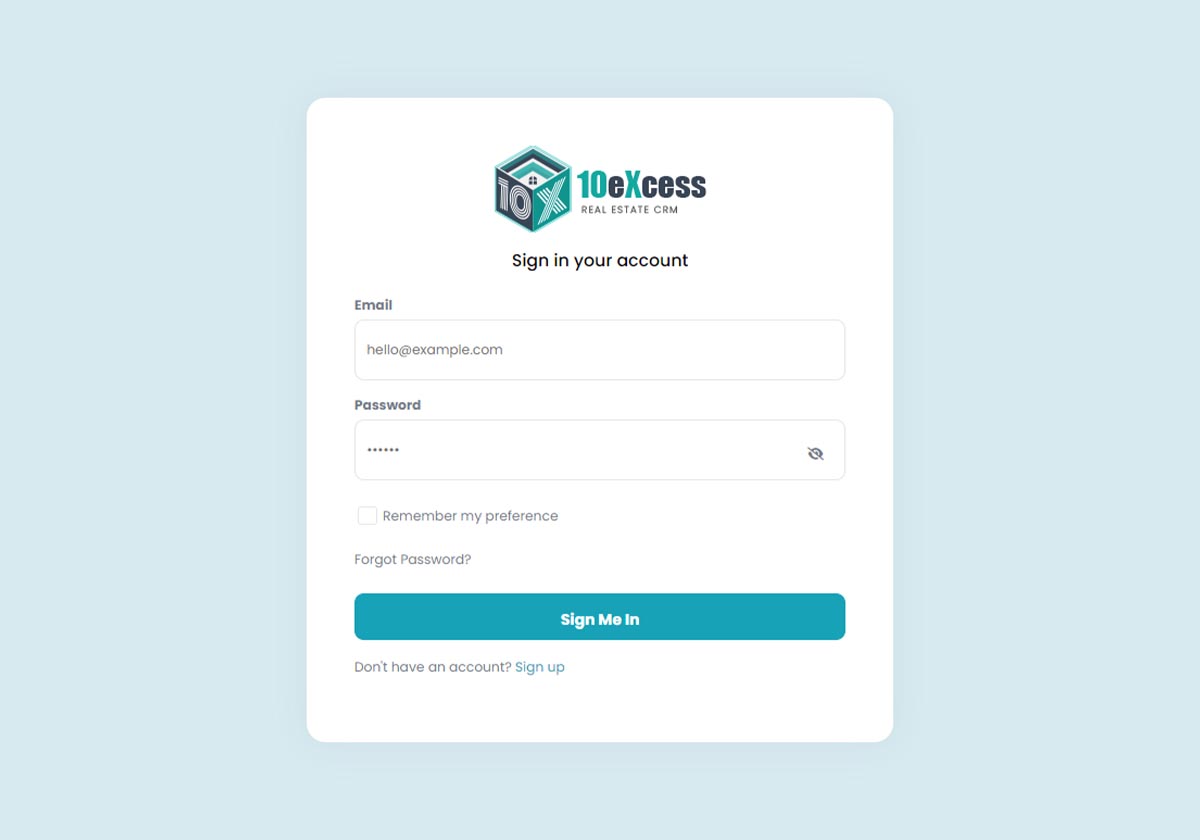 10X
10eXcess
REAL ESTATE CRM
Sign in your account
Email
hello@example.com
Password
••••••
Remember my preference
Forgot Password?
Sign Me In
Don't have an account? Sign up